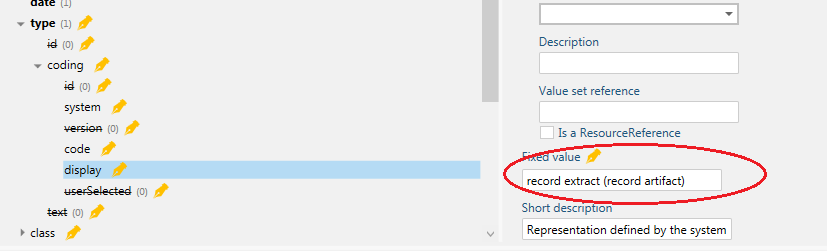 date (1)
type (1)
id (0)
coding
id (0)
system
version (0)
code
display
userSelected (0)
text (0)
class
Description
Value set reference
Is a ResourceReference
Fixed value
record extract (record artifact)
Short description
Representation defined by the system